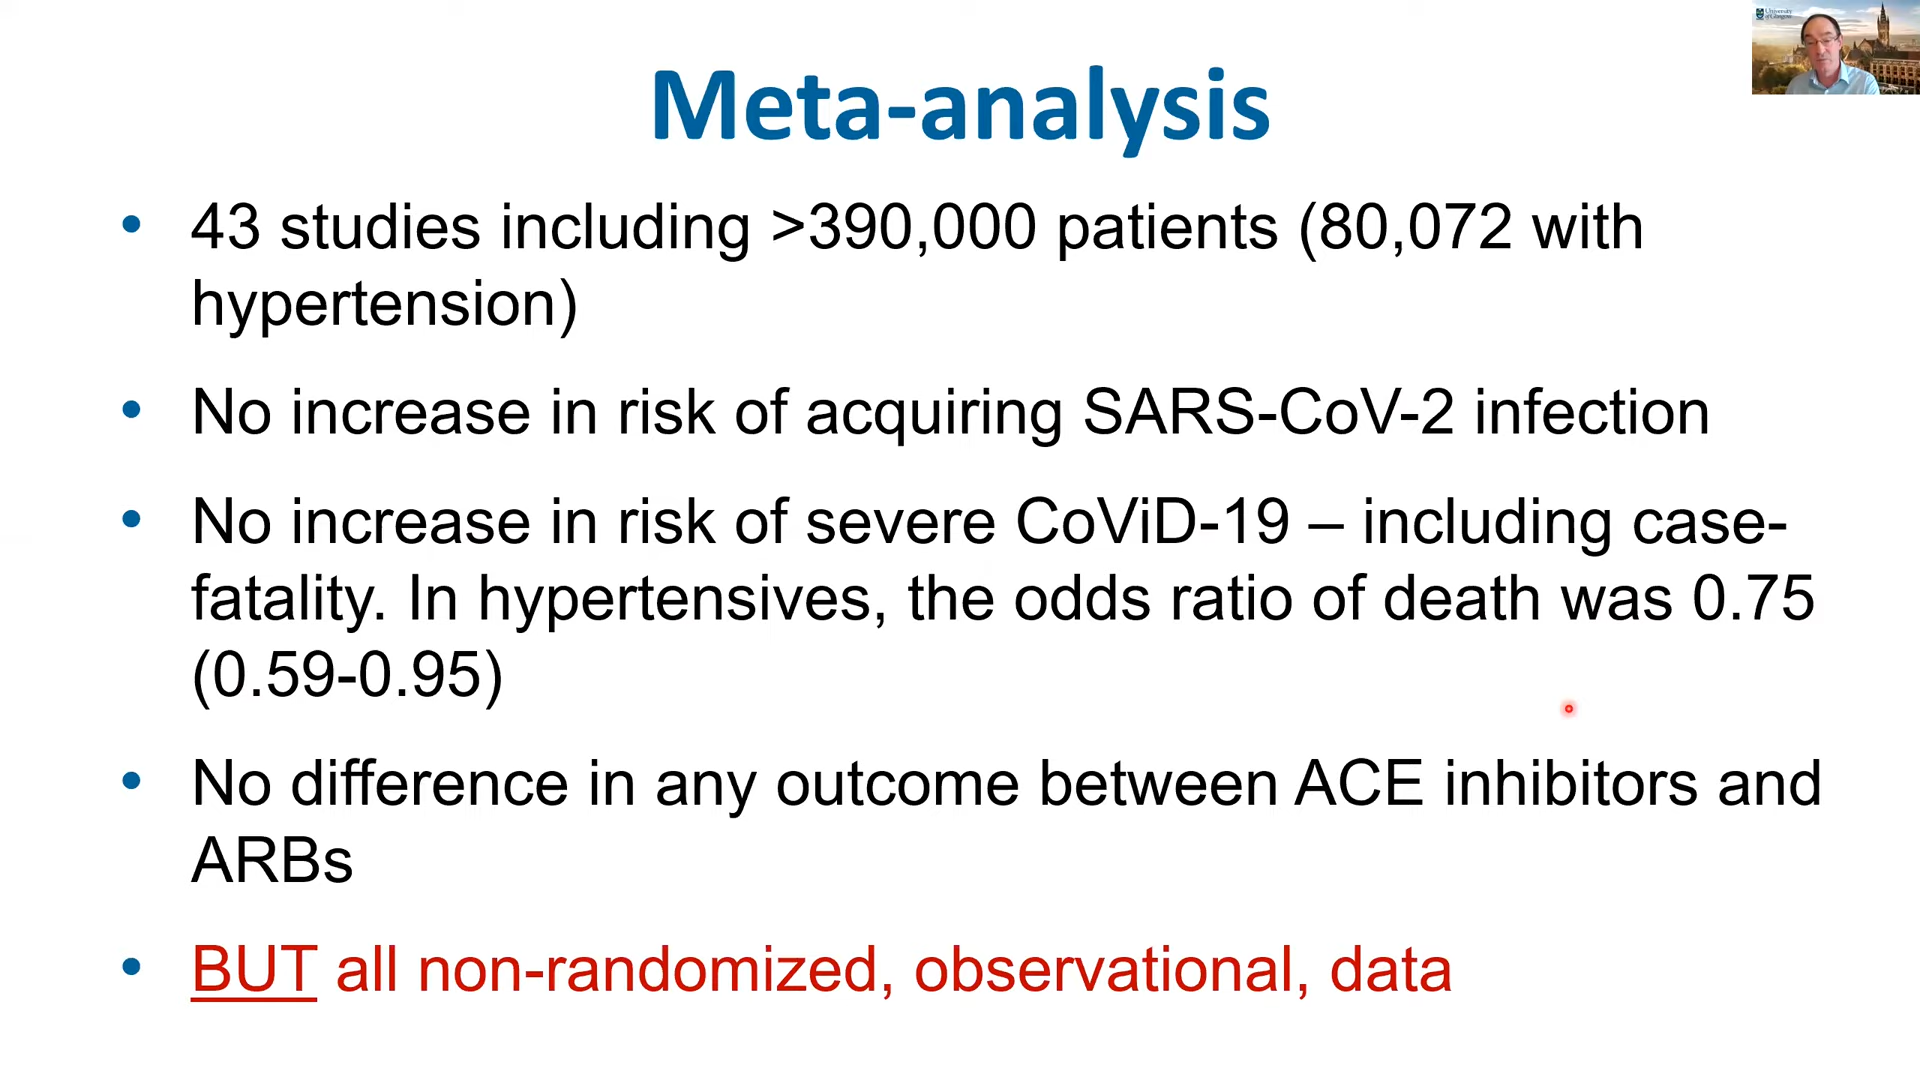 University
of Glasgow
Meta-analysis
• 43 studies including >390,000 patients (80,072 with
hypertension)
• No increase in risk of acquiring SARS-CoV-2 infection
• No increase in risk of severe CoViD-19 – including case-
fatality. In hypertensives, the odds ratio of death was 0.75
(0.59-0.95)
• No difference in any outcome between ACE inhibitors and
ARBs
• BUT all non-randomized, observational, data